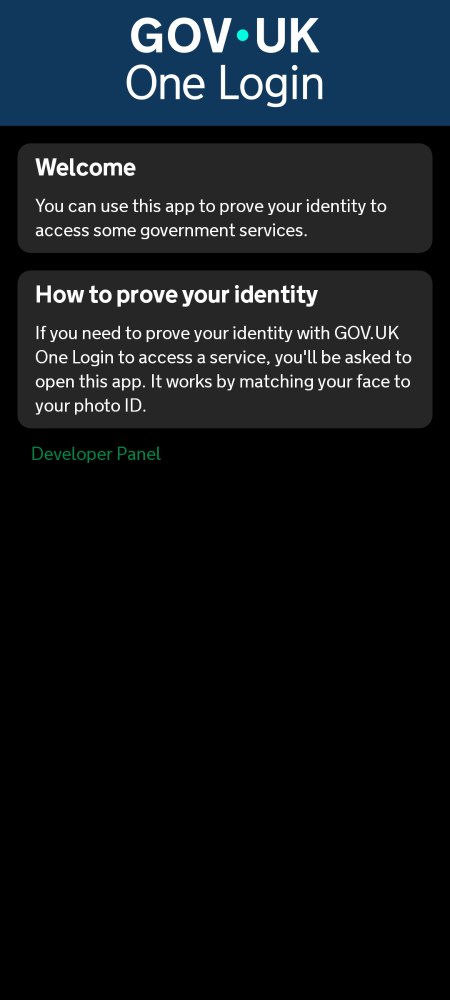 GOV•UK
One Login
Welcome
You can use this app to prove your identity to
access some government services.
How to prove your identity
If you need to prove your identity with GOV.UK
One Login to access a service, you'll be asked to
open this app. It works by matching your face to
your photo ID.
Developer Panel